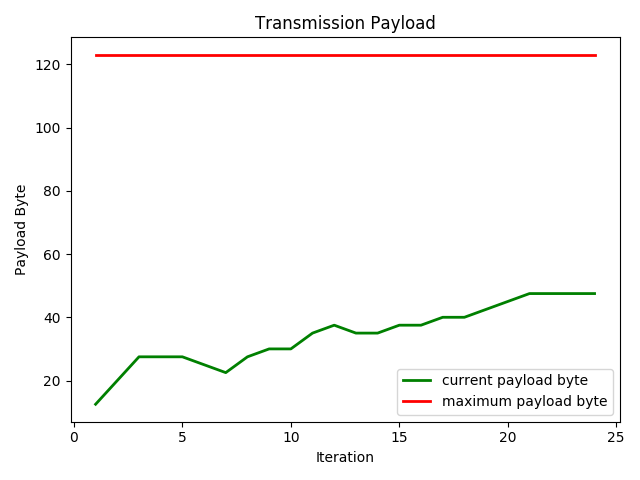 Transmission Payload
Payload Byte
120
100
80
60
40
20
0
5
10
15
20
25
Iteration
current payload byte
maximum payload byte